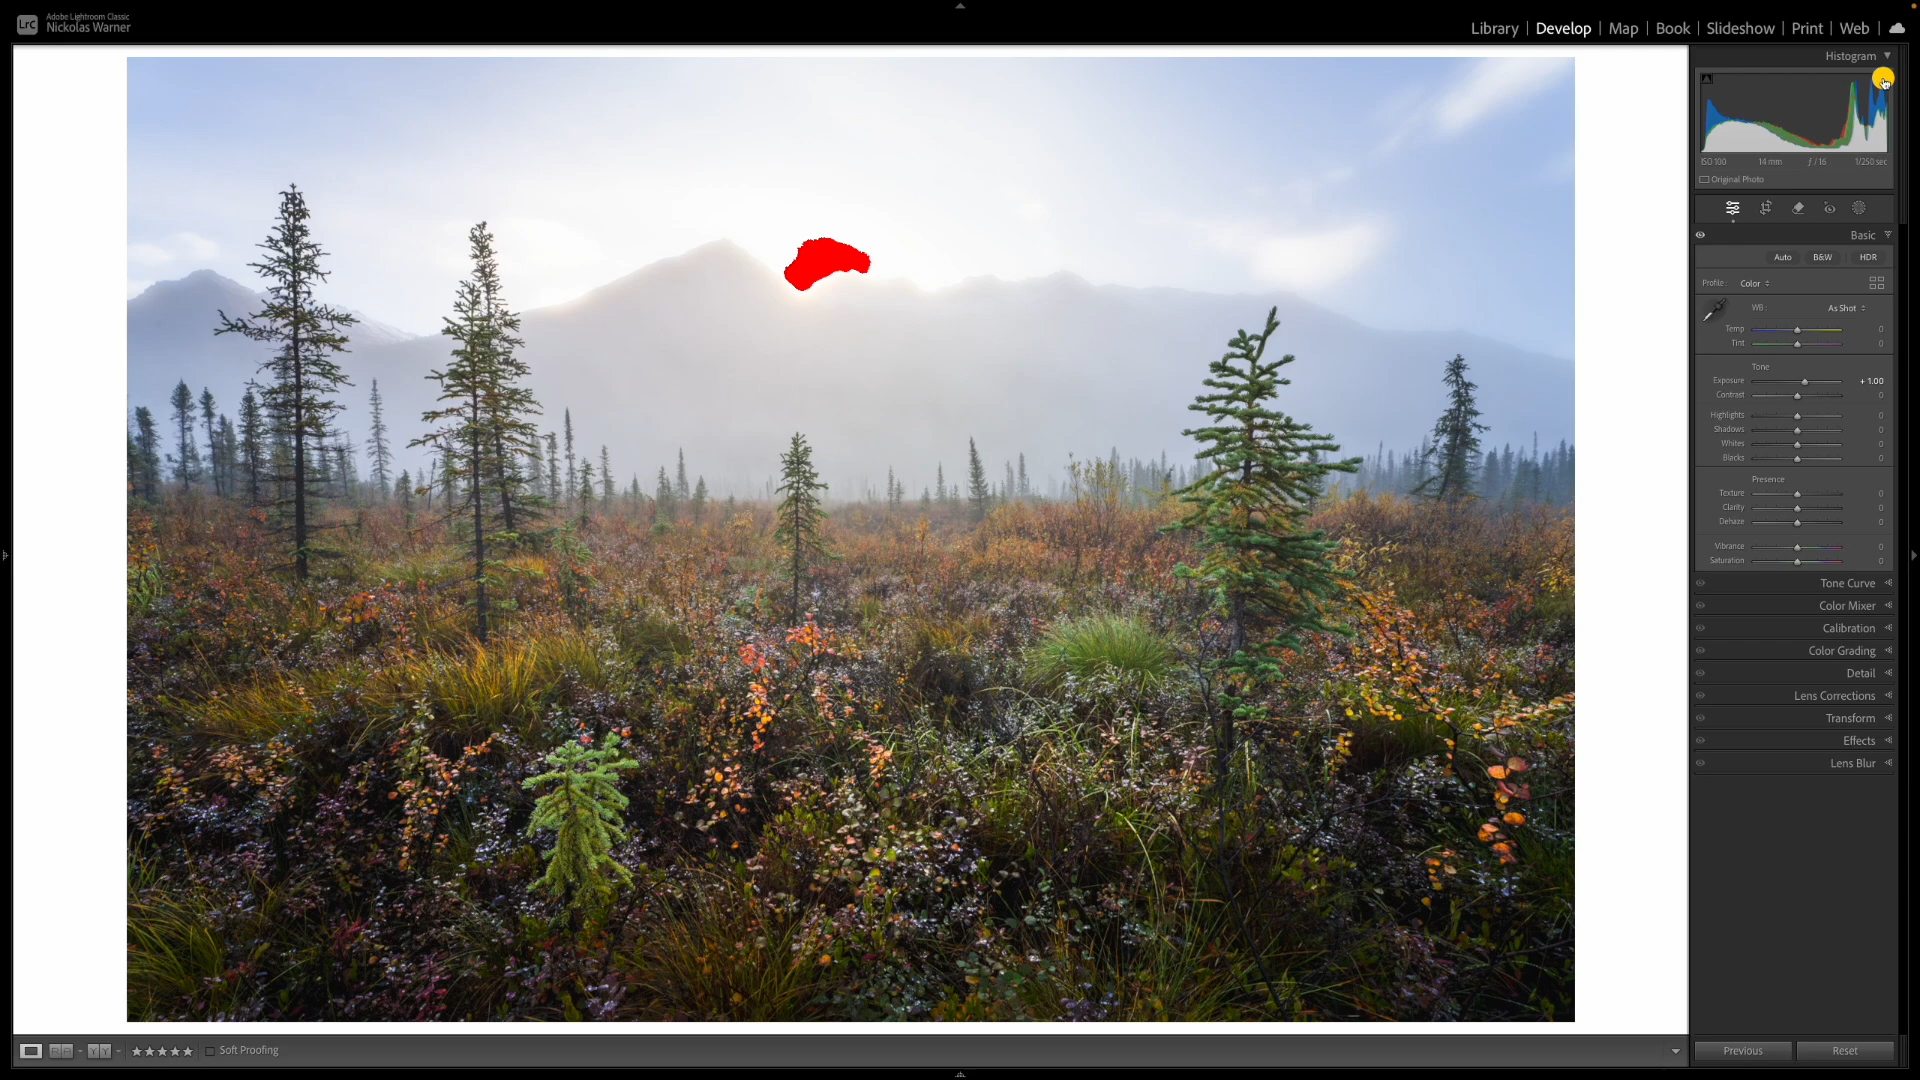 LrC
Adobe Lightroom Classic
Nickolas Warner
Library | Develop | Map | Book | Slideshow | Print | Web
Histogram
ISO 100 14 mm ƒ / 16 1/250 sec
Original Photo
Basic
Auto B&W HDR
Profile : Color
WB : As Shot
Temp 0
Tint 0
Tone
Exposure + 1.00
Contrast 0
Highlights 0
Shadows 0
Whites 0
Blacks 0
Presence
Texture 0
Clarity 0
Dehaze 0
Vibrance 0
Saturation 0
Tone Curve
Color Mixer
Calibration
Color Grading
Detail
Lens Corrections
Transform
Effects
Lens Blur
Soft Proofing
Previous Reset